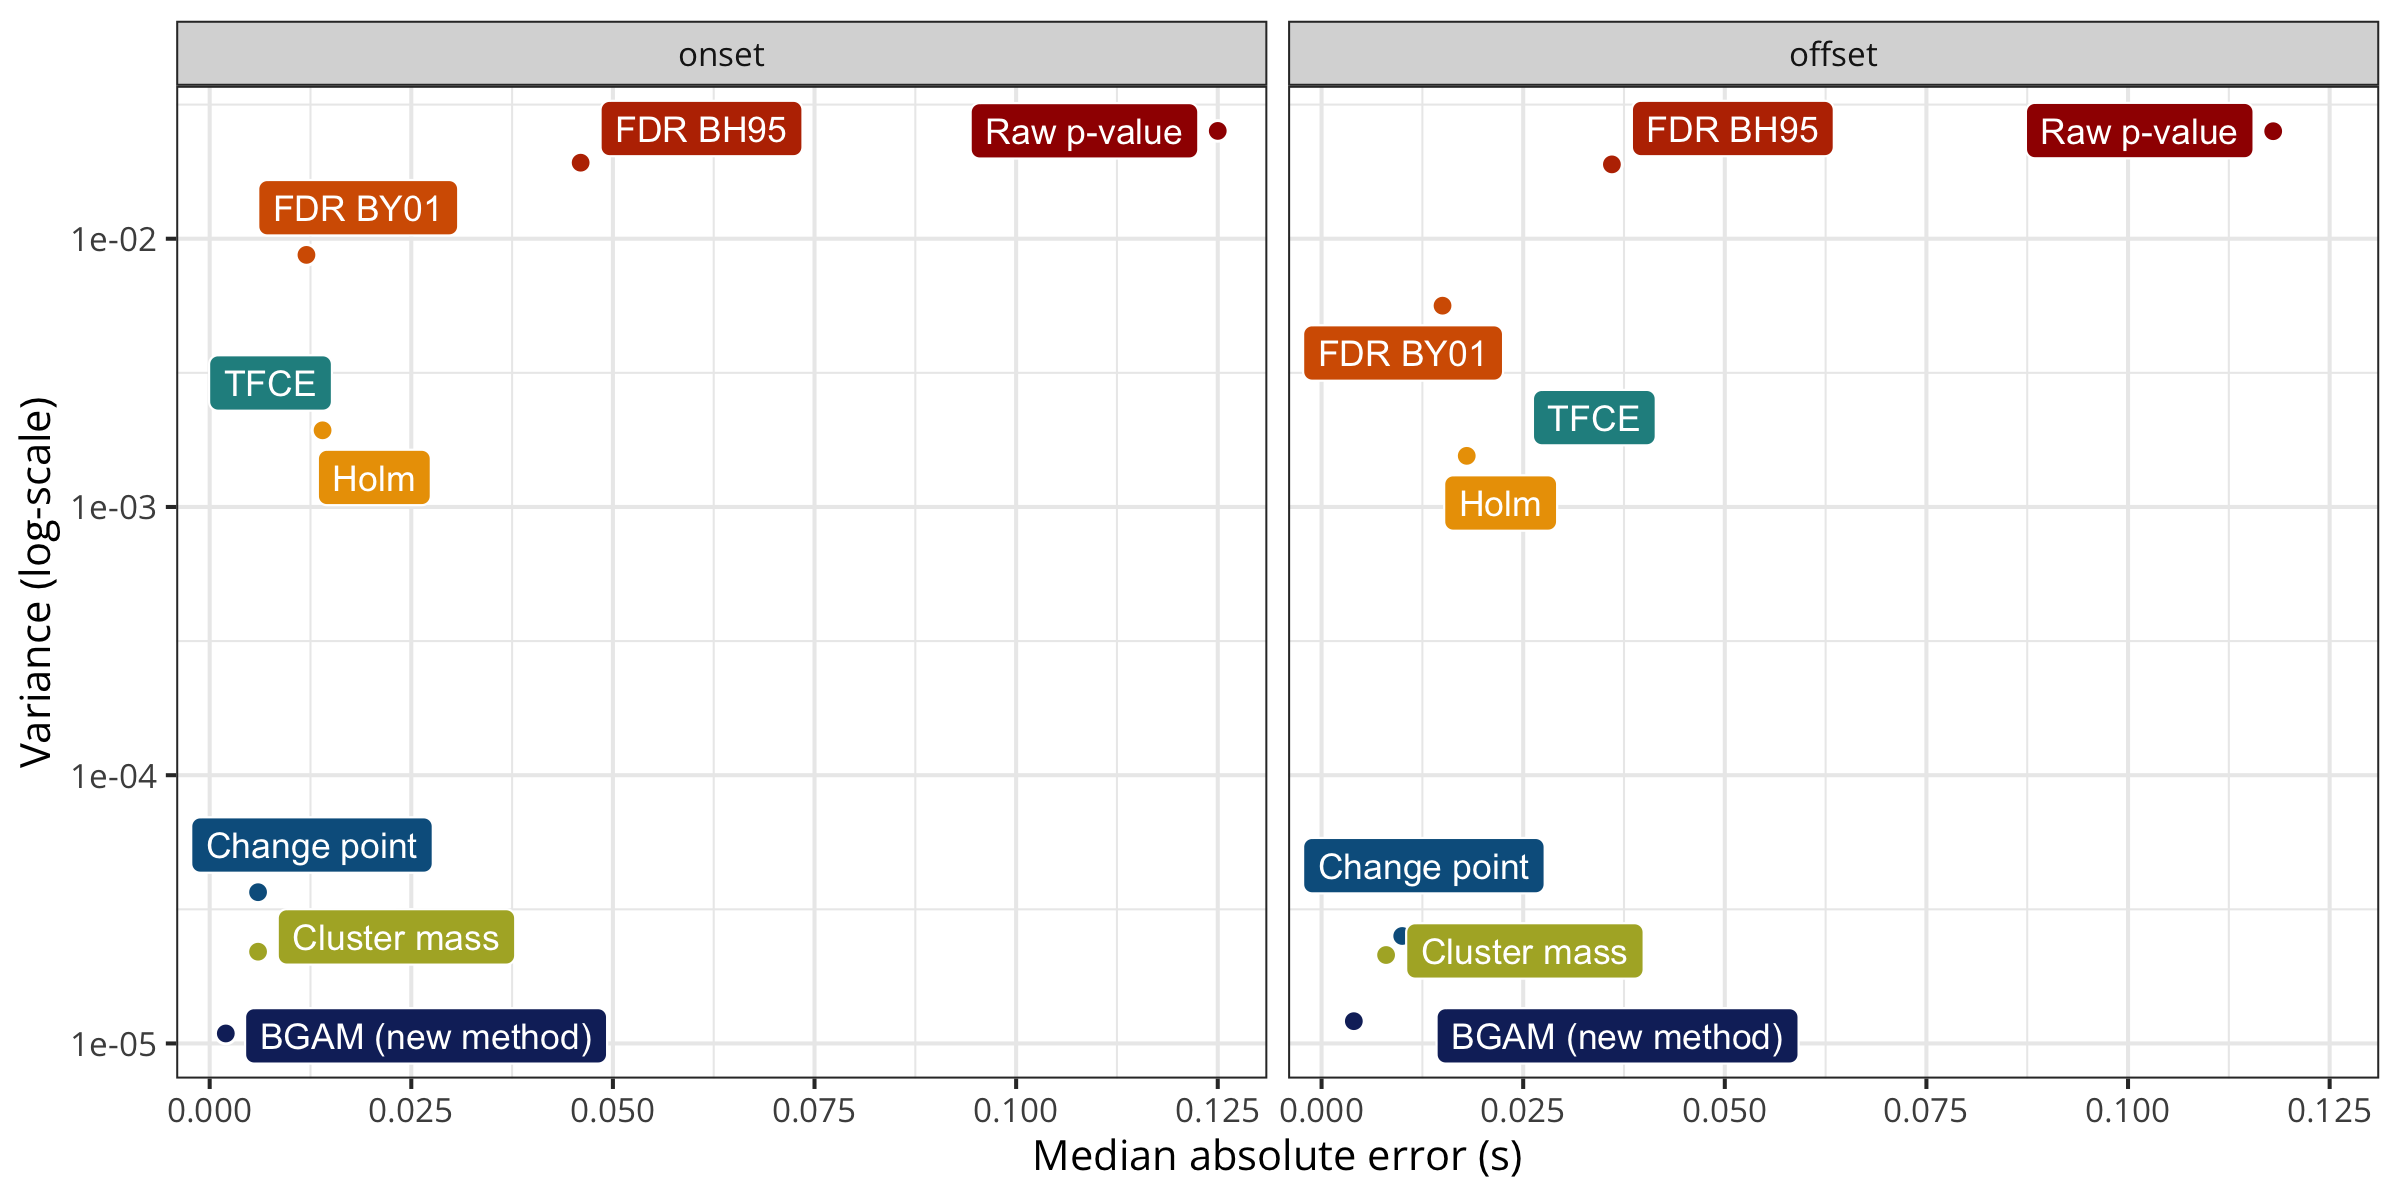 onset
offset
FDR BH95
Raw p-value
FDR BH95
Raw p-value
FDR BY01
1e-02
FDR BY01
TFCE
TFCE
Holm
Holm
1e-03
Variance (log-scale)
1e-04
Change point
Change point
Cluster mass
Cluster mass
BGAM (new method)
BGAM (new method)
1e-05
0.000 0.025 0.050 0.075 0.100 0.125
0.000 0.025 0.050 0.075 0.100 0.125
Median absolute error (s)